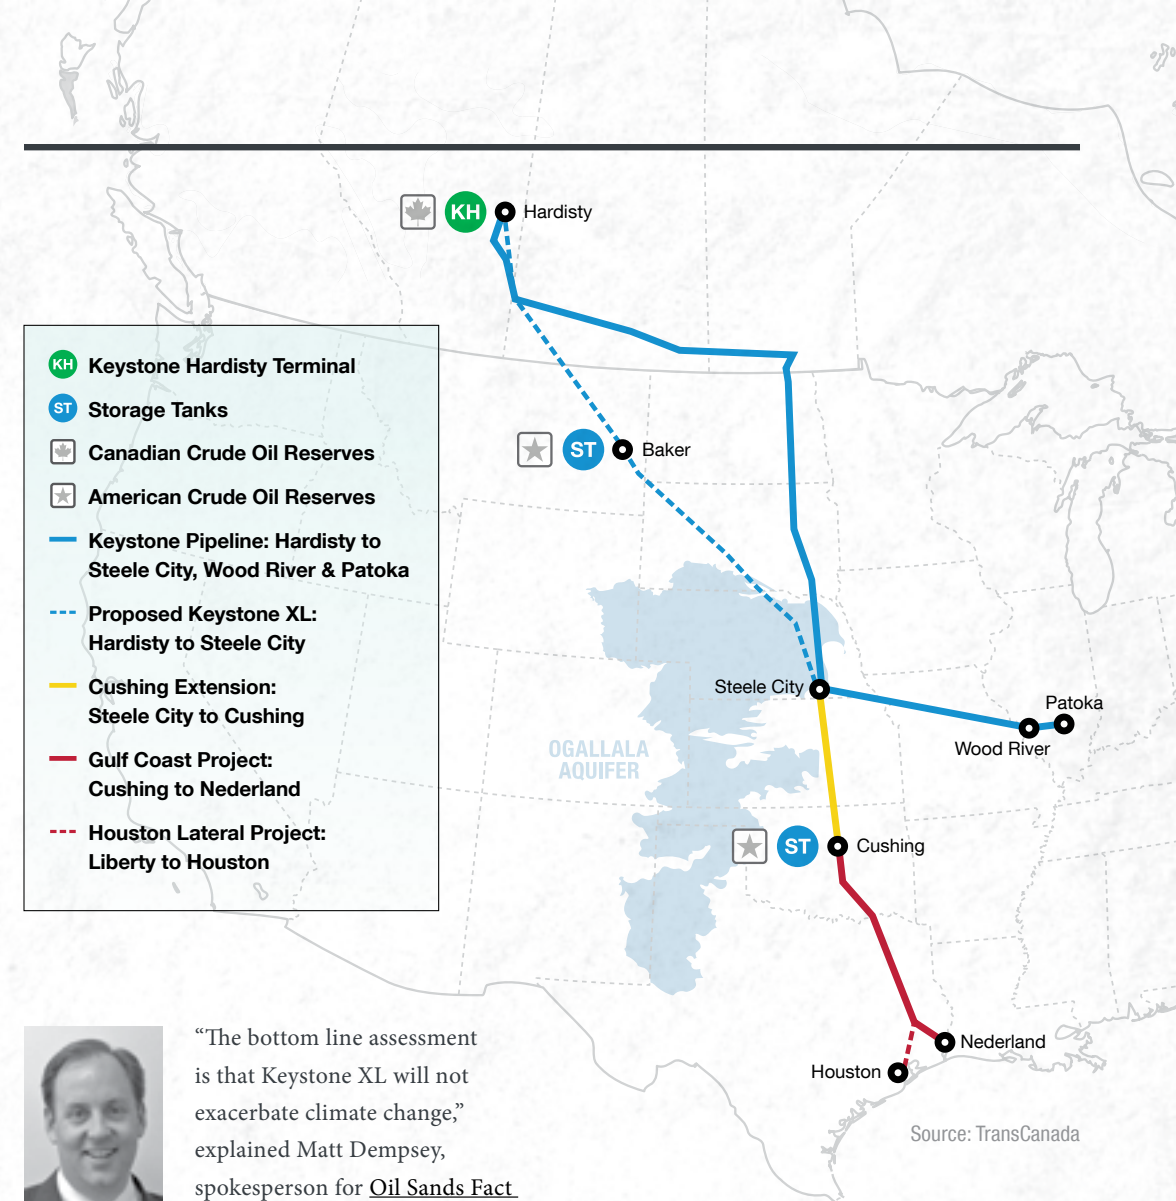 KH
Hardisty
KH
Keystone Hardisty Terminal
ST
Storage Tanks
Canadian Crude Oil Reserves
American Crude Oil Reserves
Keystone Pipeline: Hardisty to
Steele City, Wood River & Patoka
Proposed Keystone XL:
Hardisty to Steele City
Cushing Extension:
Steele City to Cushing
Gulf Coast Project:
Cushing to Nederland
Houston Lateral Project:
Liberty to Houston
ST
Baker
Steele City
Patoka
Wood River
OGALLALA
AQUIFER
ST
Cushing
Nederland
Houston
Source: TransCanada
“The bottom line assessment
is that Keystone XL will not
exacerbate climate change,”
explained Matt Dempsey,
spokesperson for Oil Sands Fact